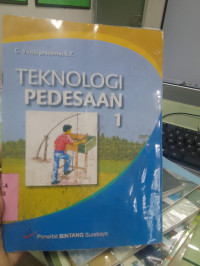 TEKNOLOGI
PEDESAAN
1
Penerbit BINTANG Surabaya